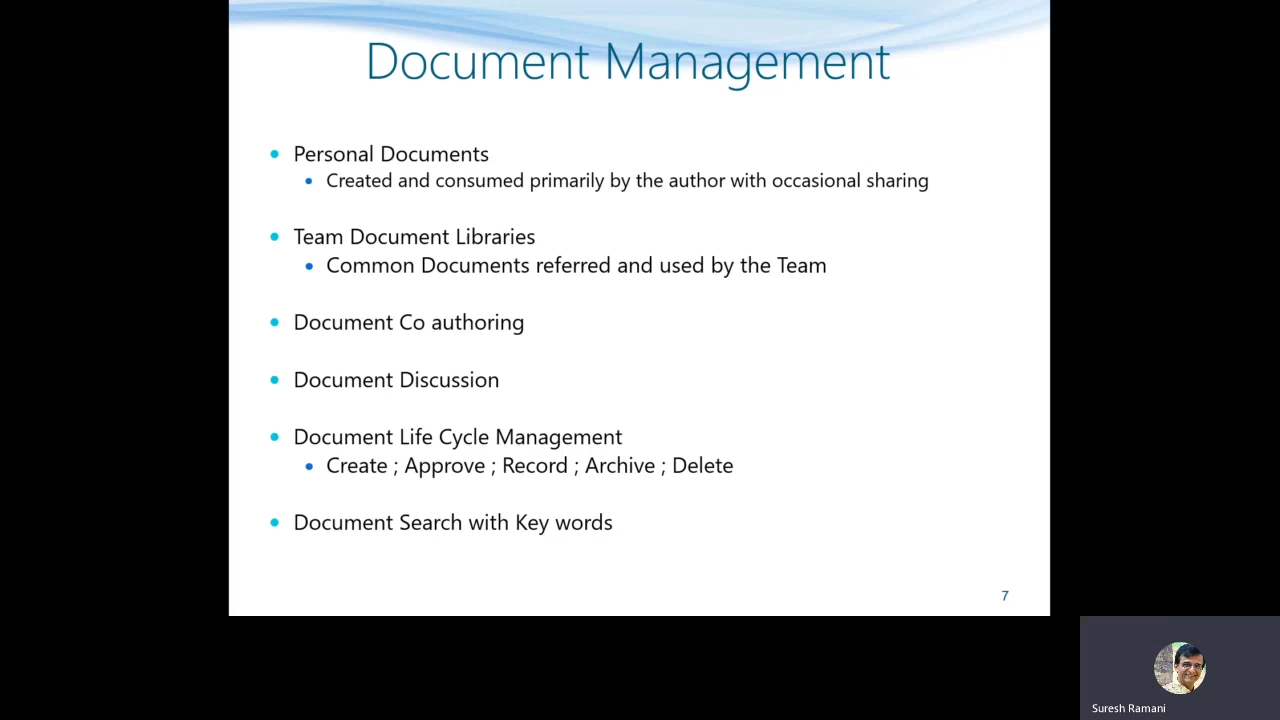 Document Management
Personal Documents
Created and consumed primarily by the author with occasional sharing
Team Document Libraries
Common Documents referred and used by the Team
Document Co authoring
Document Discussion
Document Life Cycle Management
Create ; Approve ; Record ; Archive ; Delete
Document Search with Key words
7
Suresh Ramani